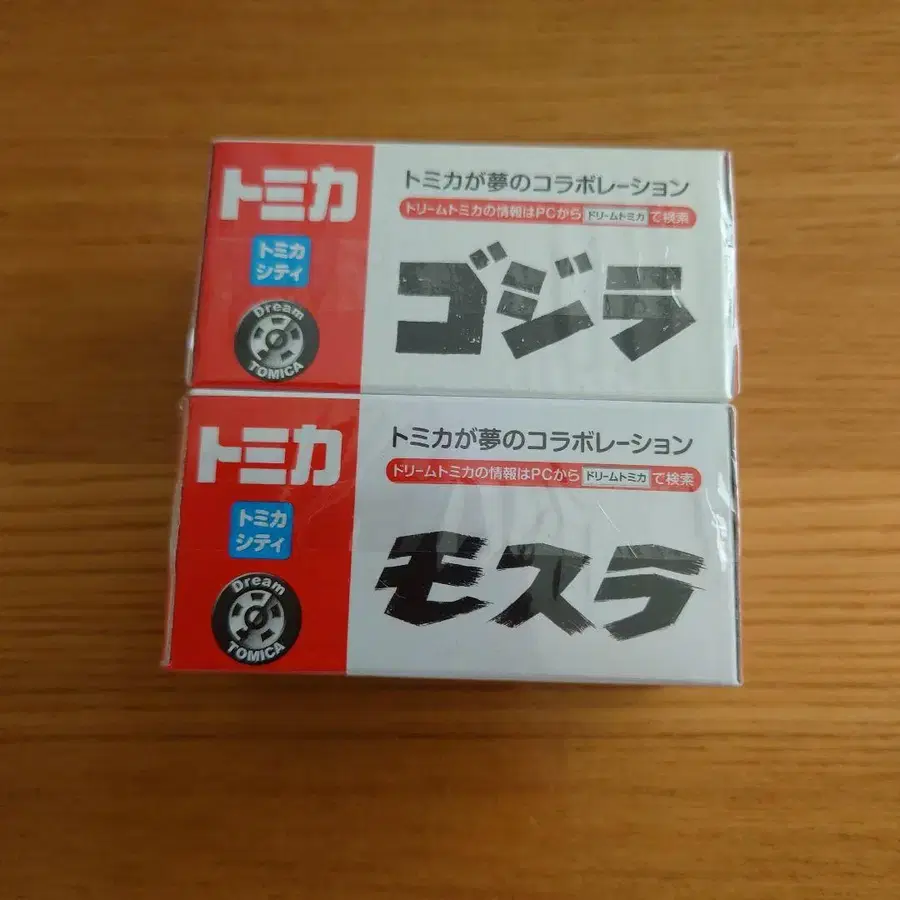 トミカ
トミカ
シティ
Dream
TOMICA
トミカが夢のコラボレーション
ドリームトミカの情報はPCから ドリームトミカ で検索
ゴジラ
トミカ
トミカ
シティ
Dream
TOMICA
トミカが夢のコラボレーション
ドリームトミカの情報はPCから ドリームトミカ で検索
モスラ